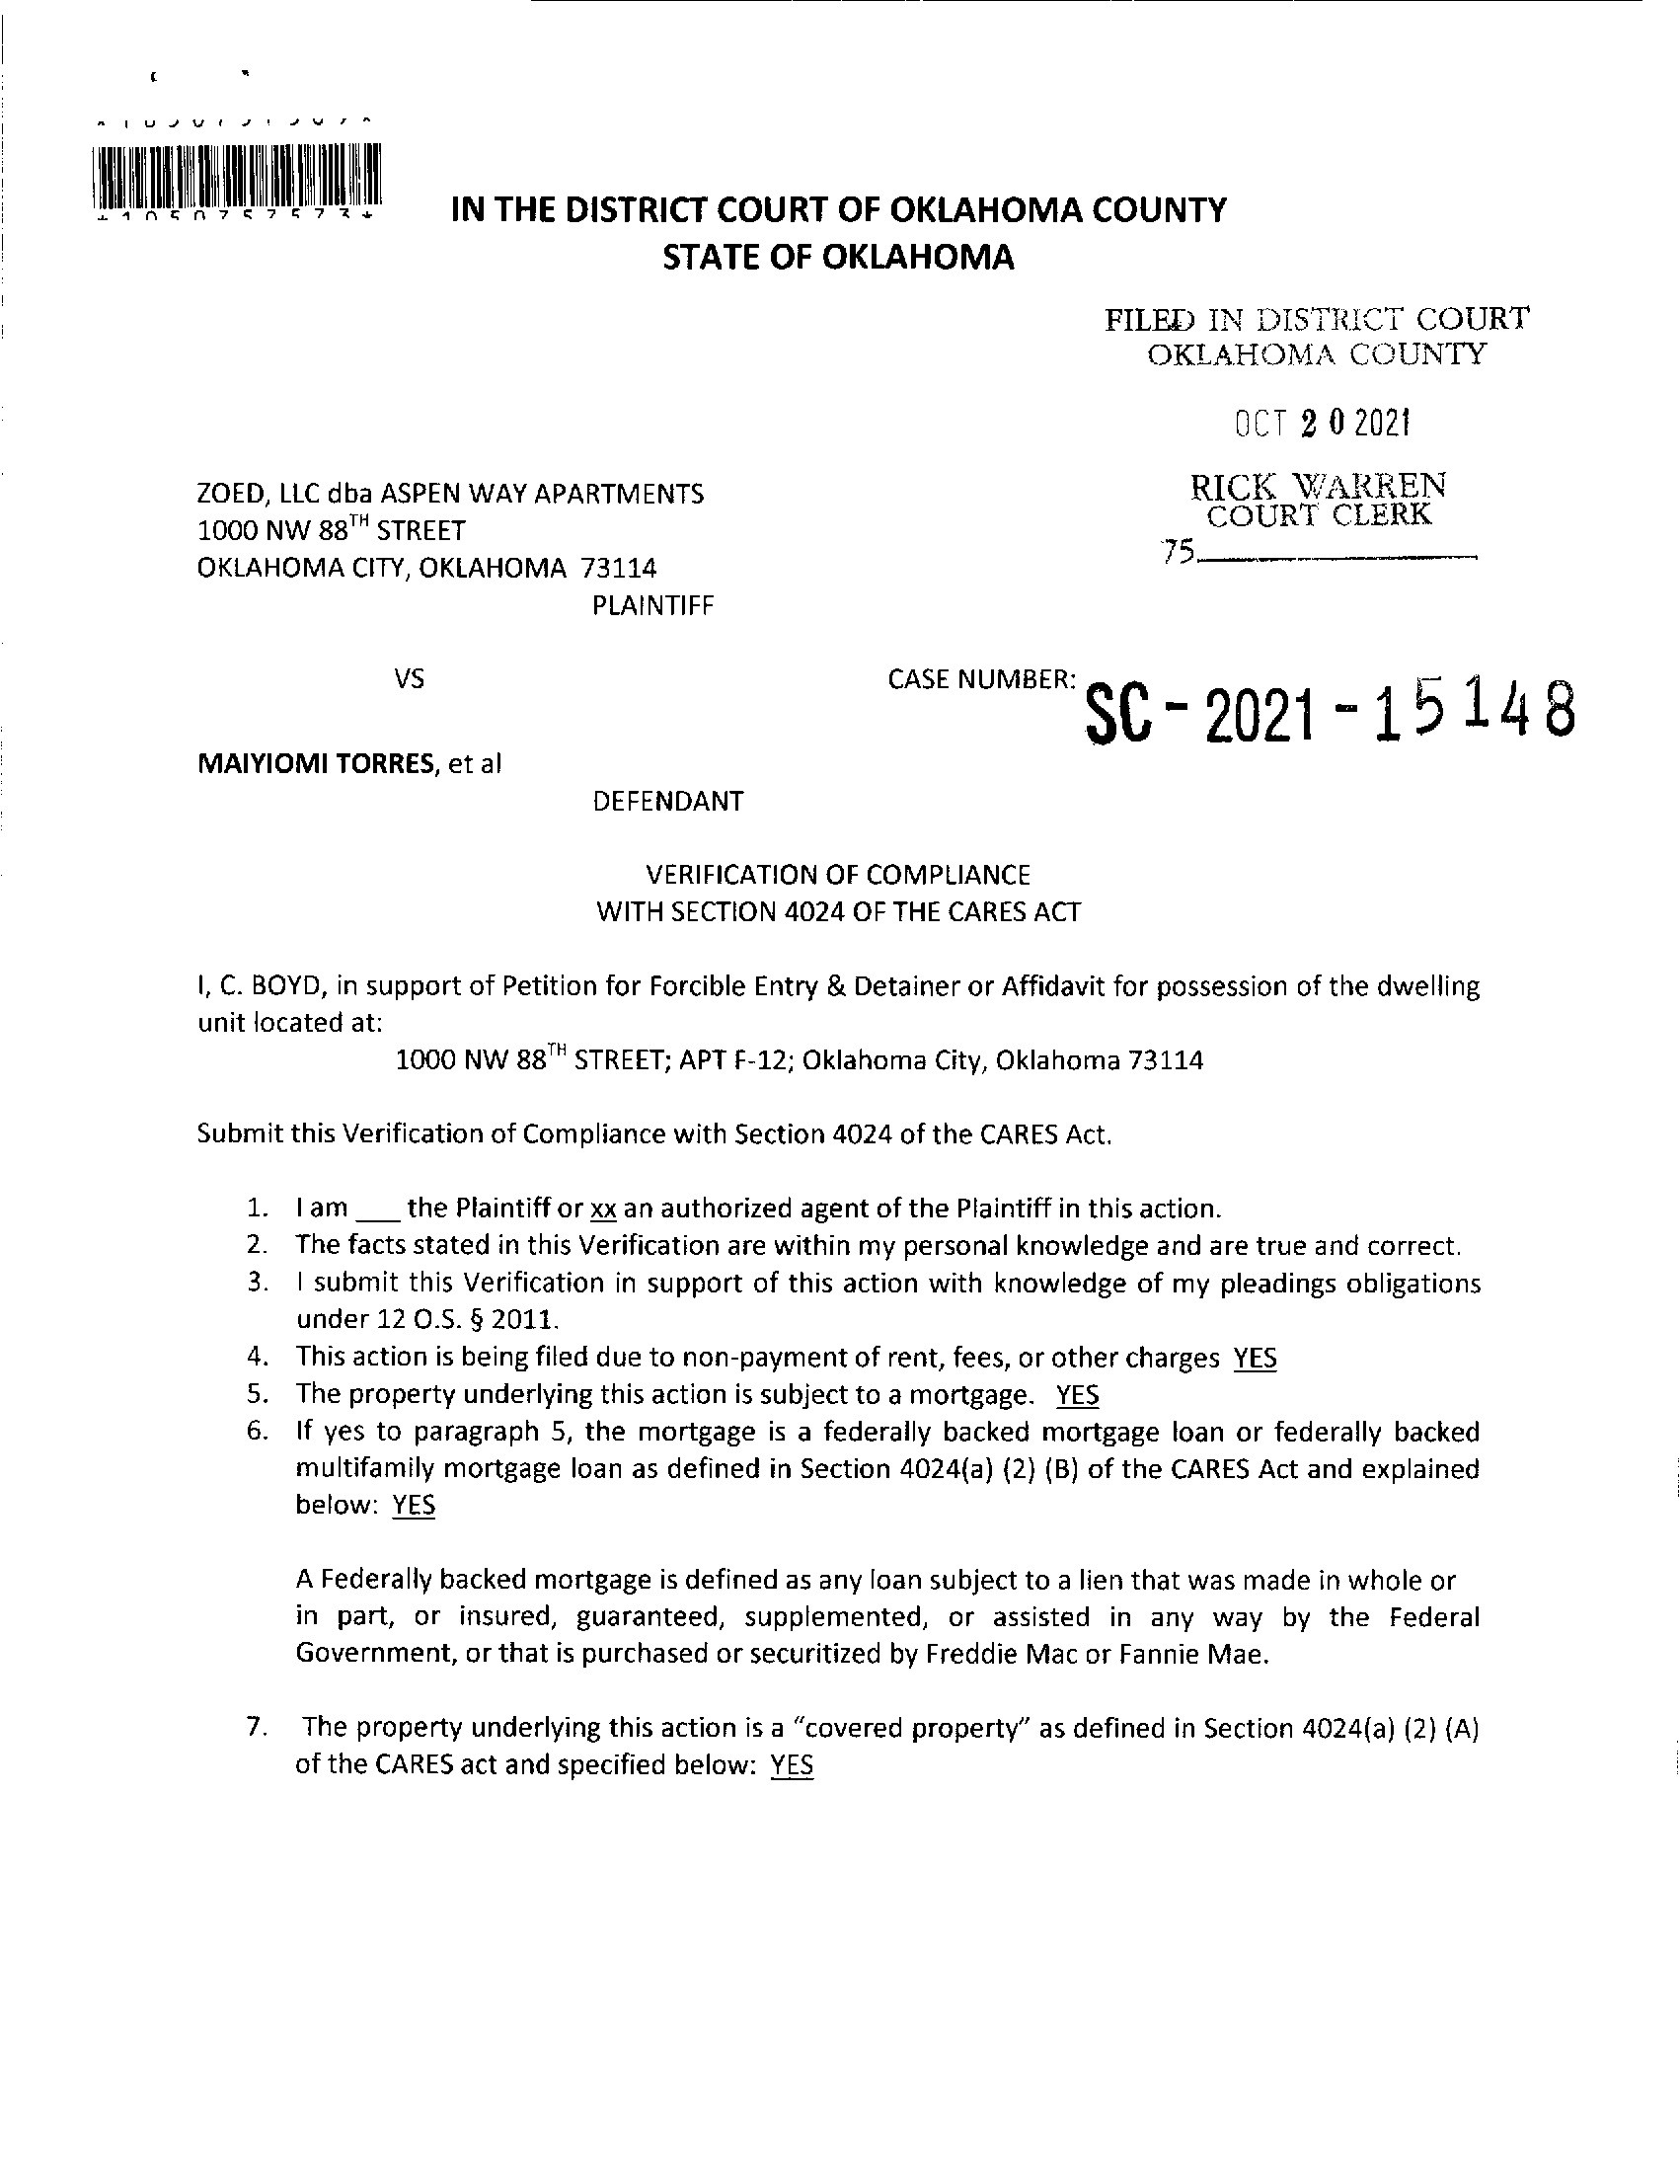 IN THE DISTRICT COURT OF OKLAHOMA COUNTY
STATE OF OKLAHOMA
FILED IN DISTRICT COURT
OKLAHOMA COUNTY
OCT 20 2021
RICK WARREN
COURT CLERK
75
ZOED, LLC dba ASPEN WAY APARTMENTS
1000 NW 88TH STREET
OKLAHOMA CITY, OKLAHOMA 73114
PLAINTIFF
VS
CASE NUMBER: SC-2021-15148
MAIYIOMI TORRES, et al
DEFENDANT
VERIFICATION OF COMPLIANCE
WITH SECTION 4024 OF THE CARES ACT
I, C. BOYD, in support of Petition for Forcible Entry & Detainer or Affidavit for possession of the dwelling
unit located at:
1000 NW 88TH STREET; APT F-12; Oklahoma City, Oklahoma 73114
Submit this Verification of Compliance with Section 4024 of the CARES Act.
1. I am ___ the Plaintiff or xx an authorized agent of the Plaintiff in this action.
2. The facts stated in this Verification are within my personal knowledge and are true and correct.
3. I submit this Verification in support of this action with knowledge of my pleadings obligations
under 12 O.S. § 2011.
4. This action is being filed due to non-payment of rent, fees, or other charges YES
5. The property underlying this action is subject to a mortgage. YES
6. If yes to paragraph 5, the mortgage is a federally backed mortgage loan or federally backed
multifamily mortgage loan as defined in Section 4024(a) (2) (B) of the CARES Act and explained
below: YES
A Federally backed mortgage is defined as any loan subject to a lien that was made in whole or
in part, or insured, guaranteed, supplemented, or assisted in any way by the Federal
Government, or that is purchased or securitized by Freddie Mac or Fannie Mae.
7. The property underlying this action is a "covered property" as defined in Section 4024(a) (2) (A)
of the CARES act and specified below: YES